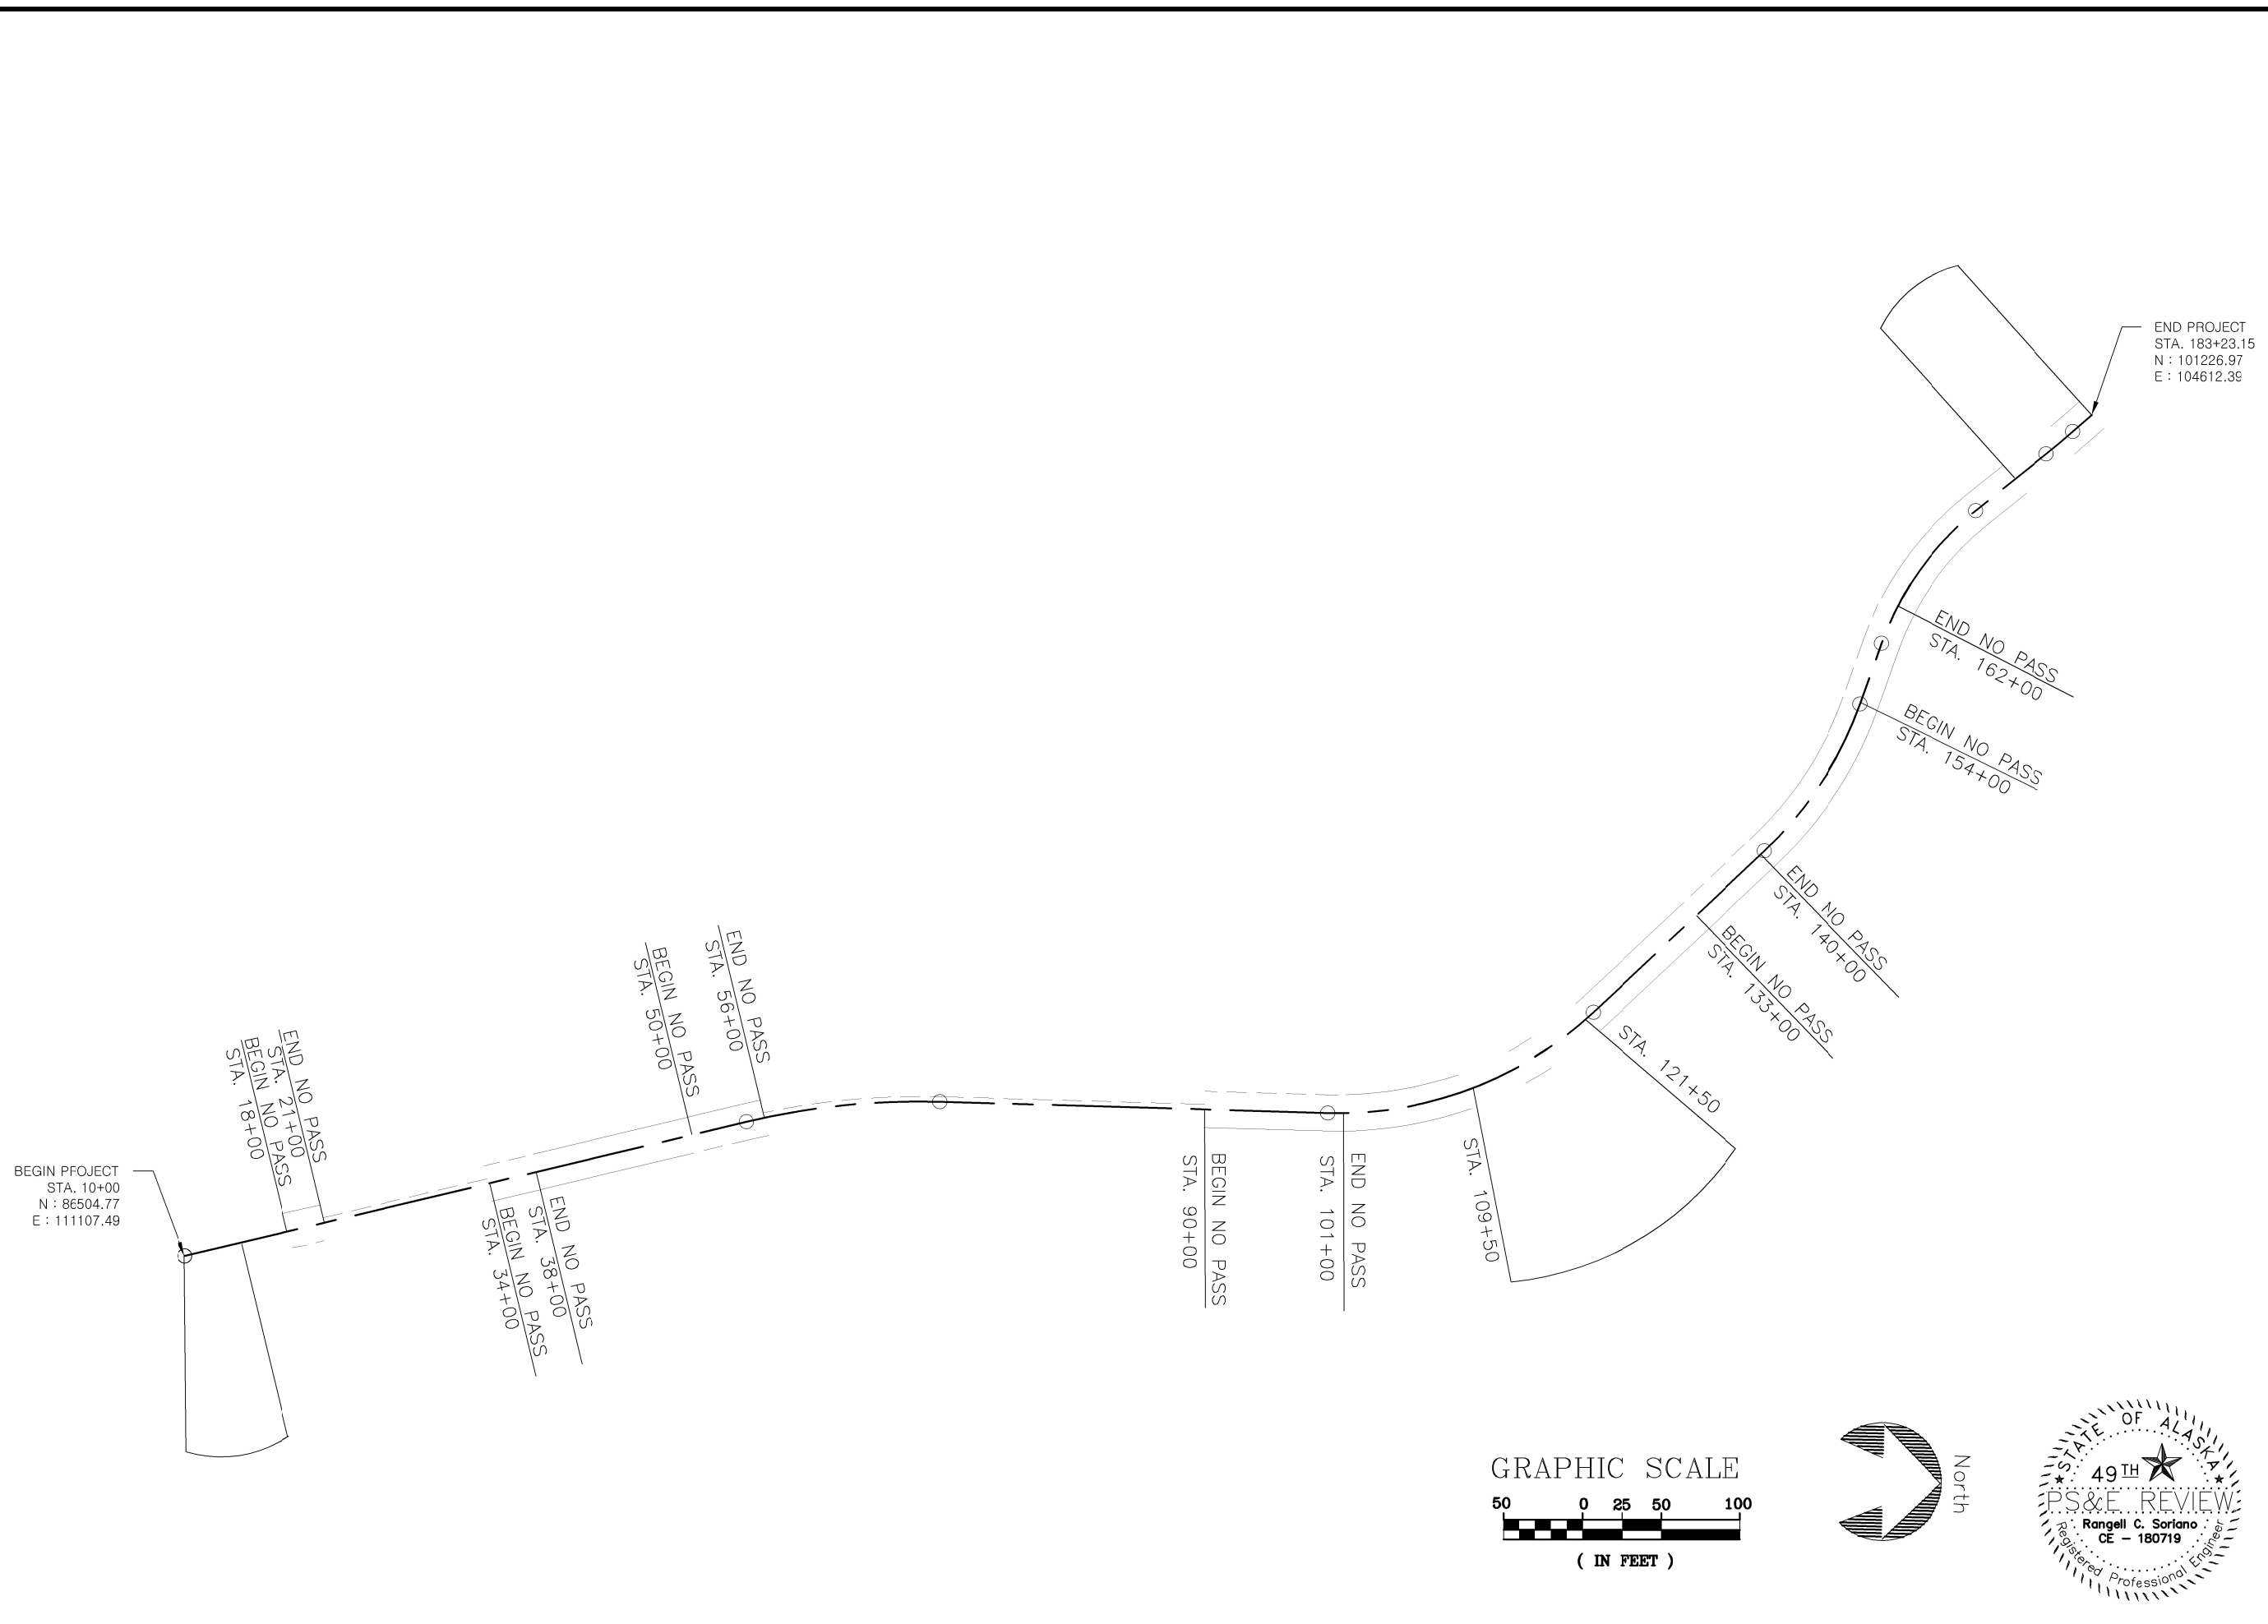 END PROJECT
STA. 183+23.15
N : 101226.97
E : 104612.39
END NO PASS
STA. 162+00
BEGIN NO PASS
STA. 154+00
END NO PASS
STA. 140+00
BEGIN NO PASS
STA. 133+00
STA. 121+50
STA. 109+50
END NO PASS
STA. 101+00
BEGIN NO PASS
STA. 90+00
END NO PASS
STA. 56+00
BEGIN NO PASS
STA. 50+00
END NO PASS
STA. 38+00
BEGIN NO PASS
STA. 34+00
END NO PASS
STA. 21+00
BEGIN NO PASS
STA. 18+00
BEGIN PFOJECT
STA. 10+00
N : 86504.77
E : 111107.49
GRAPHIC SCALE
50 0 25 50 100
( IN FEET )
North
STATE OF ALASKA
49 TH
PS&E REVIEW
Rangell C. Soriano
CE - 180719
Registered Professional Engineer